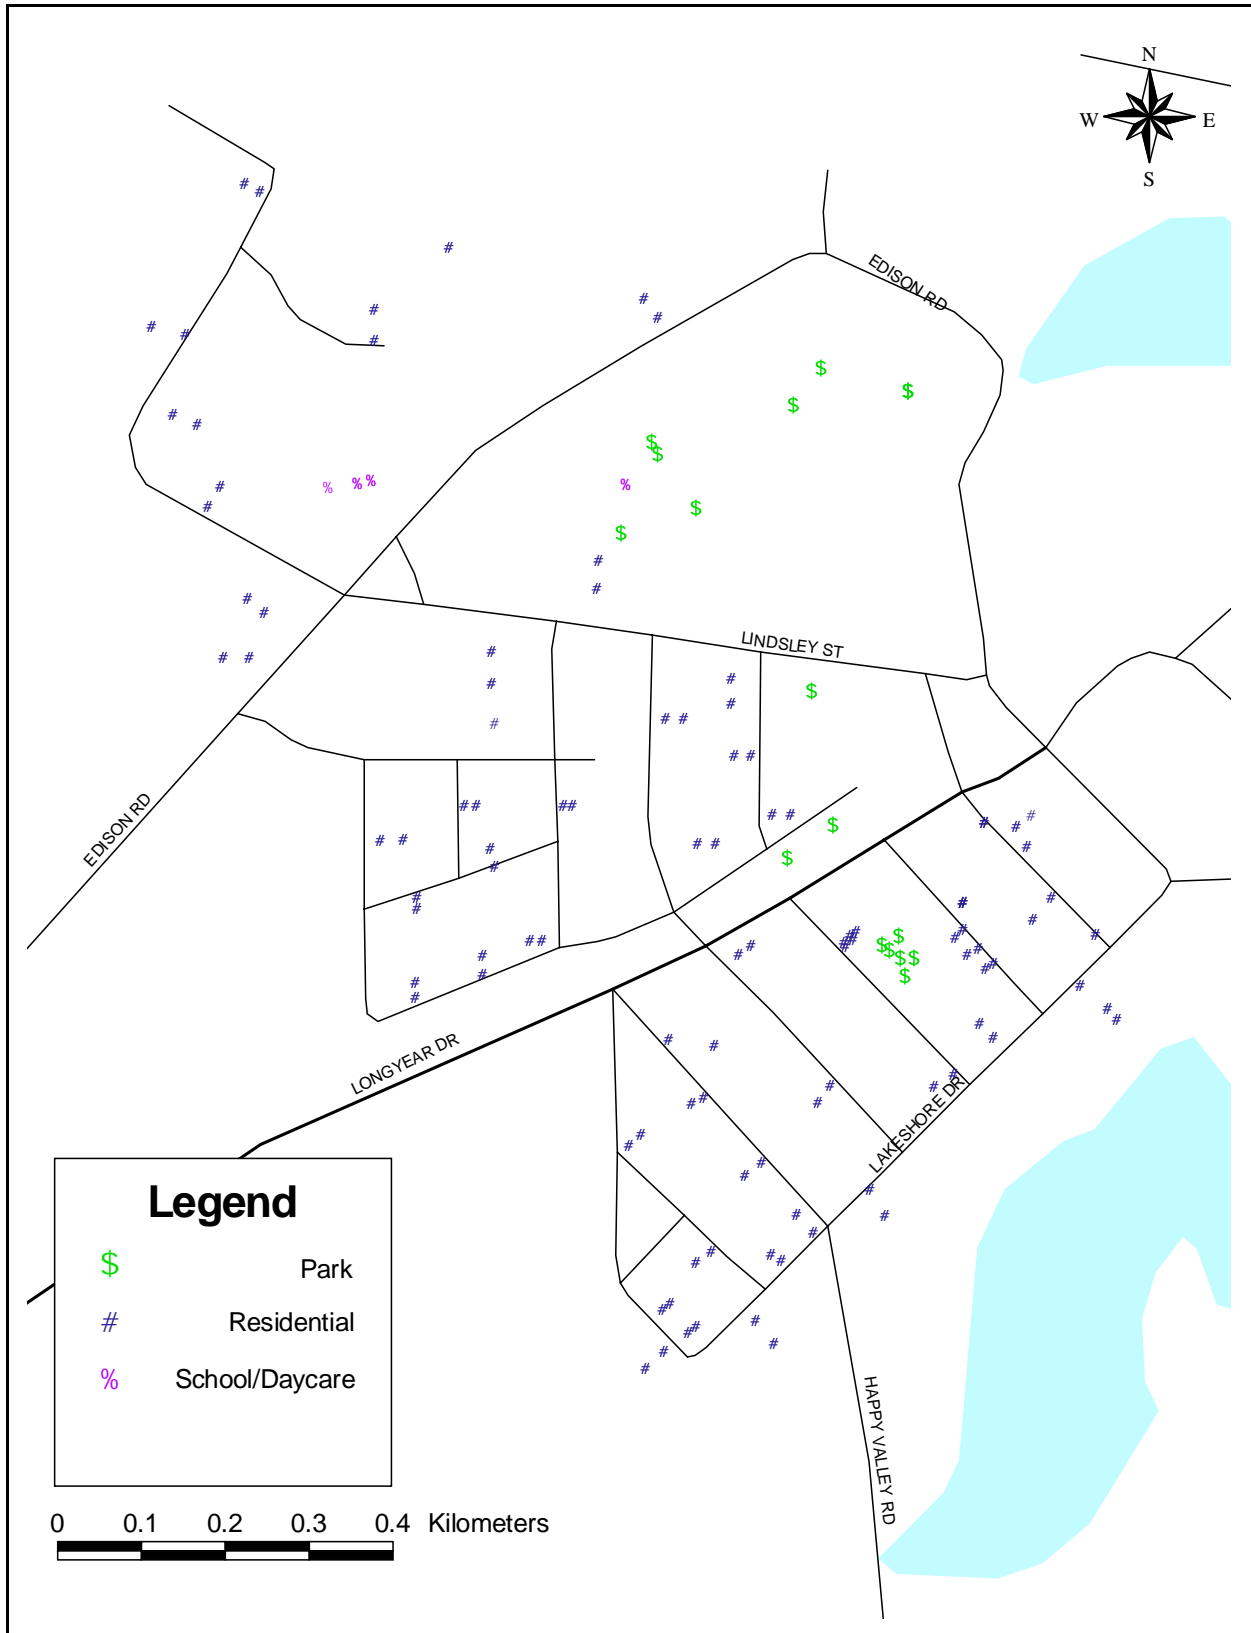 N
W E
S
EDISON RD
LINDSLEY ST
EDISON RD
LONGYEAR DR
LAKESHORE DR
HAPPY VALLEY RD
Legend
$ Park
# Residential
% School/Daycare
0 0.1 0.2 0.3 0.4 Kilometers